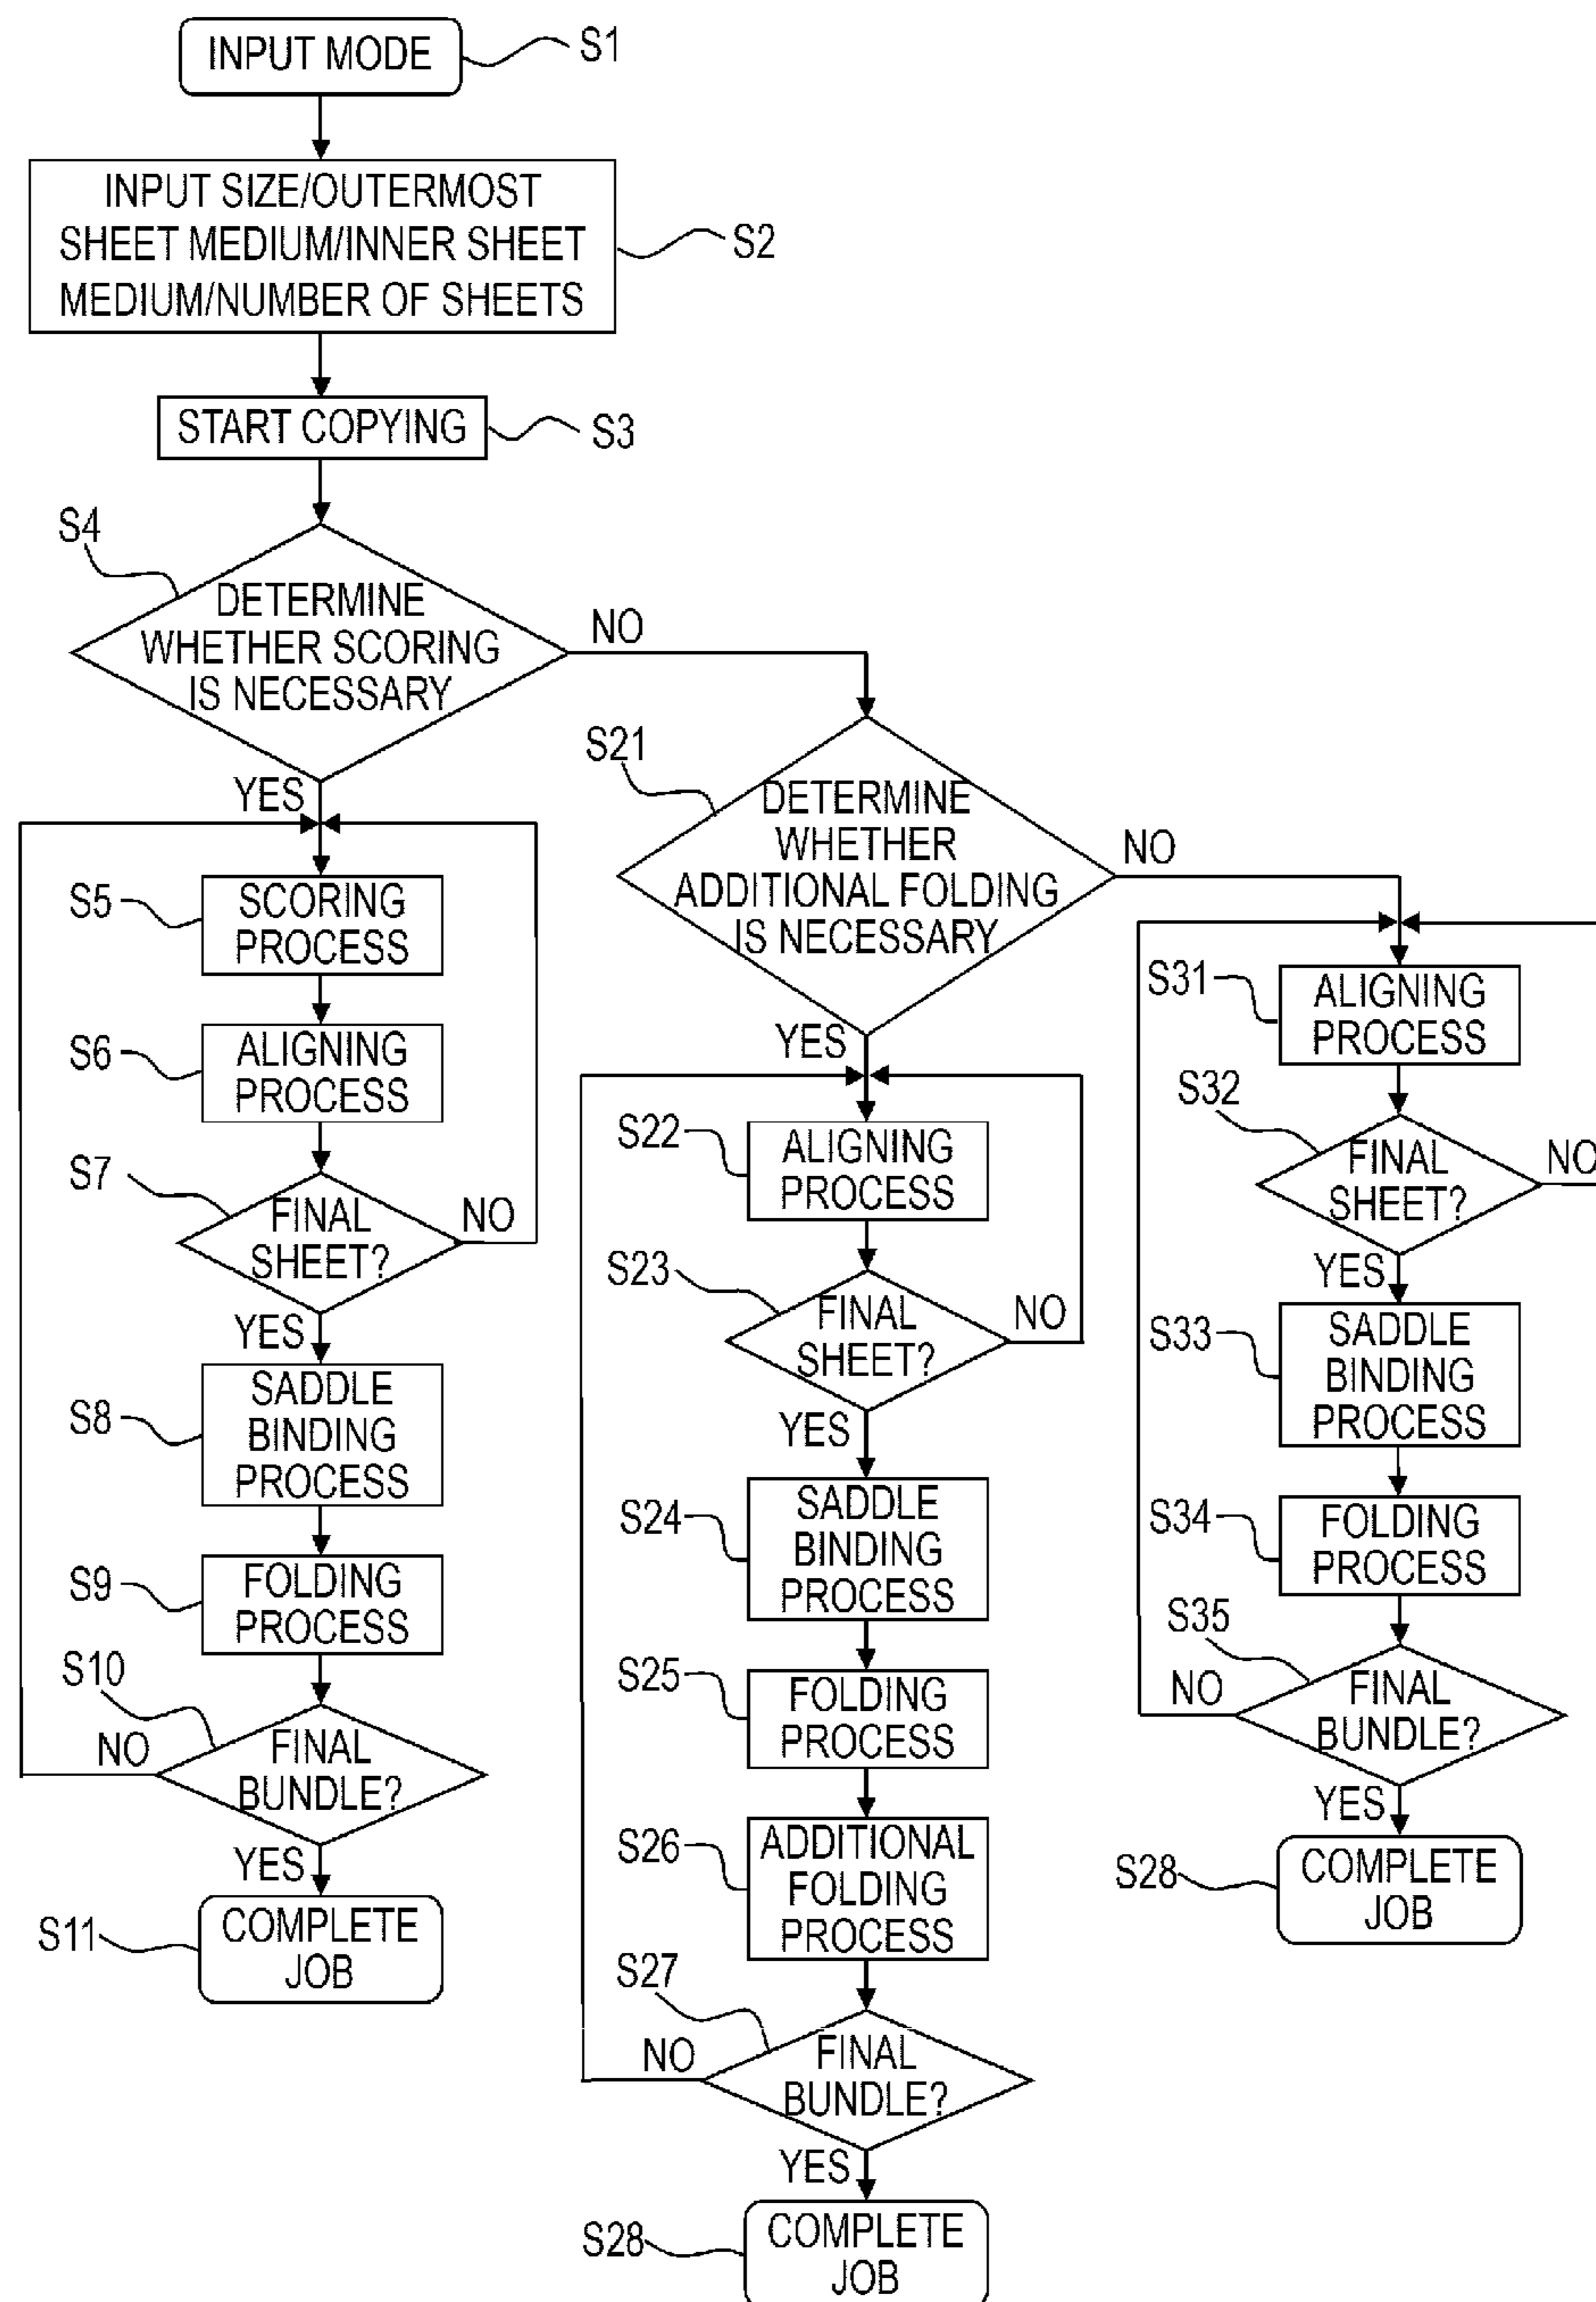 INPUT MODE
S1
INPUT SIZE/OUTERMOST
SHEET MEDIUM/INNER SHEET
MEDIUM/NUMBER OF SHEETS
S2
START COPYING
S3
S4
DETERMINE
WHETHER SCORING
IS NECESSARY
NO
YES
S5
SCORING
PROCESS
S6
ALIGNING
PROCESS
S7
FINAL
SHEET?
NO
YES
S8
SADDLE
BINDING
PROCESS
S9
FOLDING
PROCESS
S10
FINAL
BUNDLE?
NO
YES
S11
COMPLETE
JOB
S21
DETERMINE
WHETHER
ADDITIONAL FOLDING
IS NECESSARY
NO
YES
S22
ALIGNING
PROCESS
S23
FINAL
SHEET?
NO
YES
S24
SADDLE
BINDING
PROCESS
S25
FOLDING
PROCESS
S26
ADDITIONAL
FOLDING
PROCESS
S27
FINAL
BUNDLE?
NO
YES
S28
COMPLETE
JOB
S31
ALIGNING
PROCESS
S32
FINAL
SHEET?
NO
YES
S33
SADDLE
BINDING
PROCESS
S34
FOLDING
PROCESS
S35
FINAL
BUNDLE?
NO
YES
S28
COMPLETE
JOB